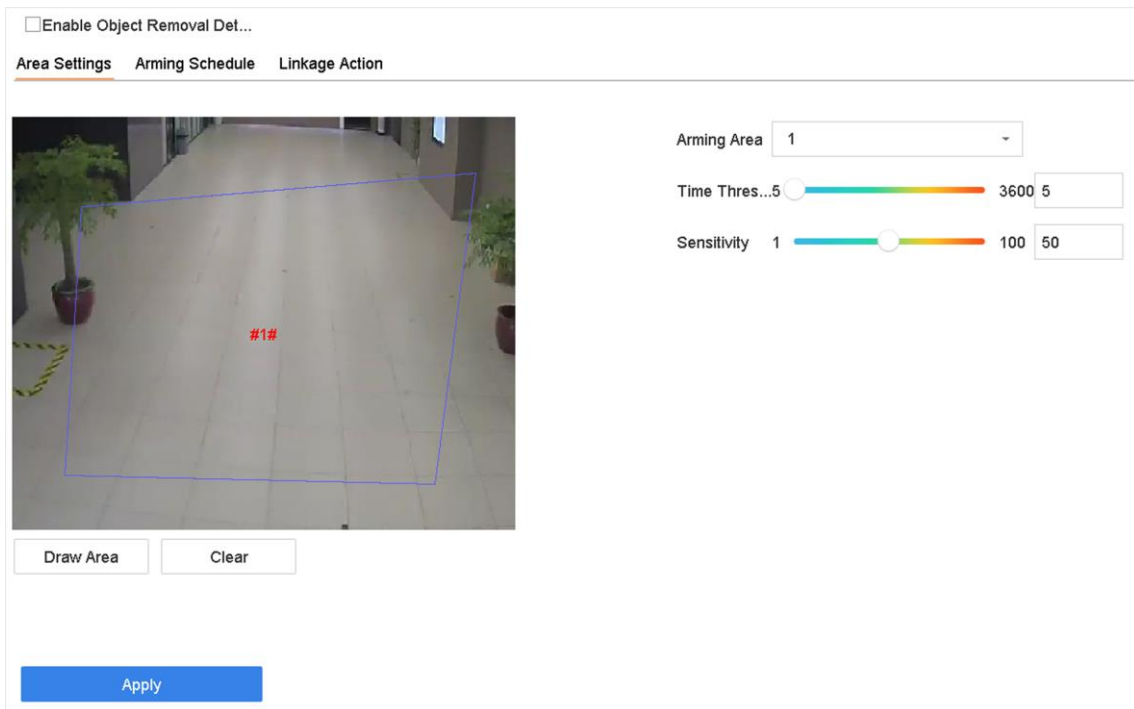 Enable Object Removal Det...
Area Settings Arming Schedule Linkage Action
Arming Area 1
Time Thres...5 3600 5
Sensitivity 1 100 50
#1#
Draw Area Clear
Apply